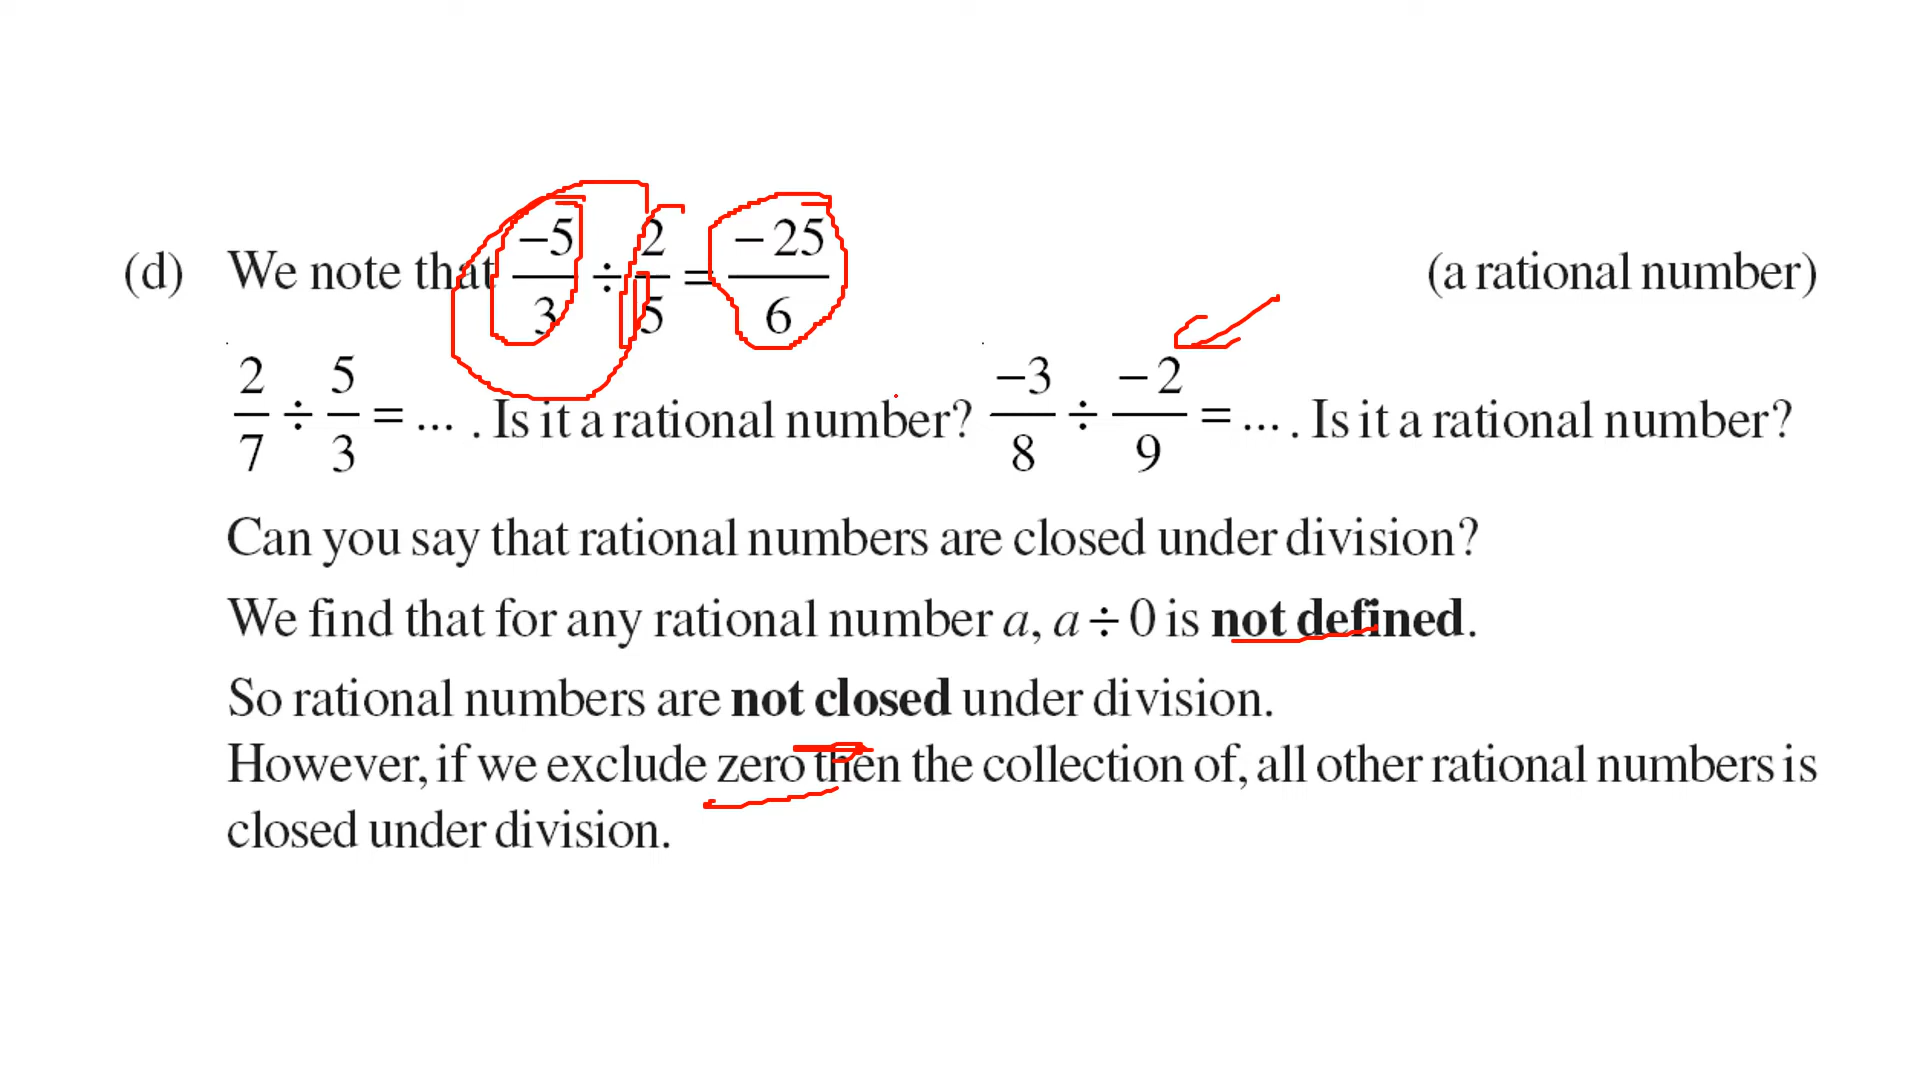 (d) We note that −5/3 ÷ 2/5 = −25/6 (a rational number)
2/7 ÷ 5/3 = ... . Is it a rational number? −3/8 ÷ −2/9 = ... . Is it a rational number?
Can you say that rational numbers are closed under division?
We find that for any rational number a, a ÷ 0 is not defined.
So rational numbers are not closed under division.
However, if we exclude zero then the collection of, all other rational numbers is
closed under division.